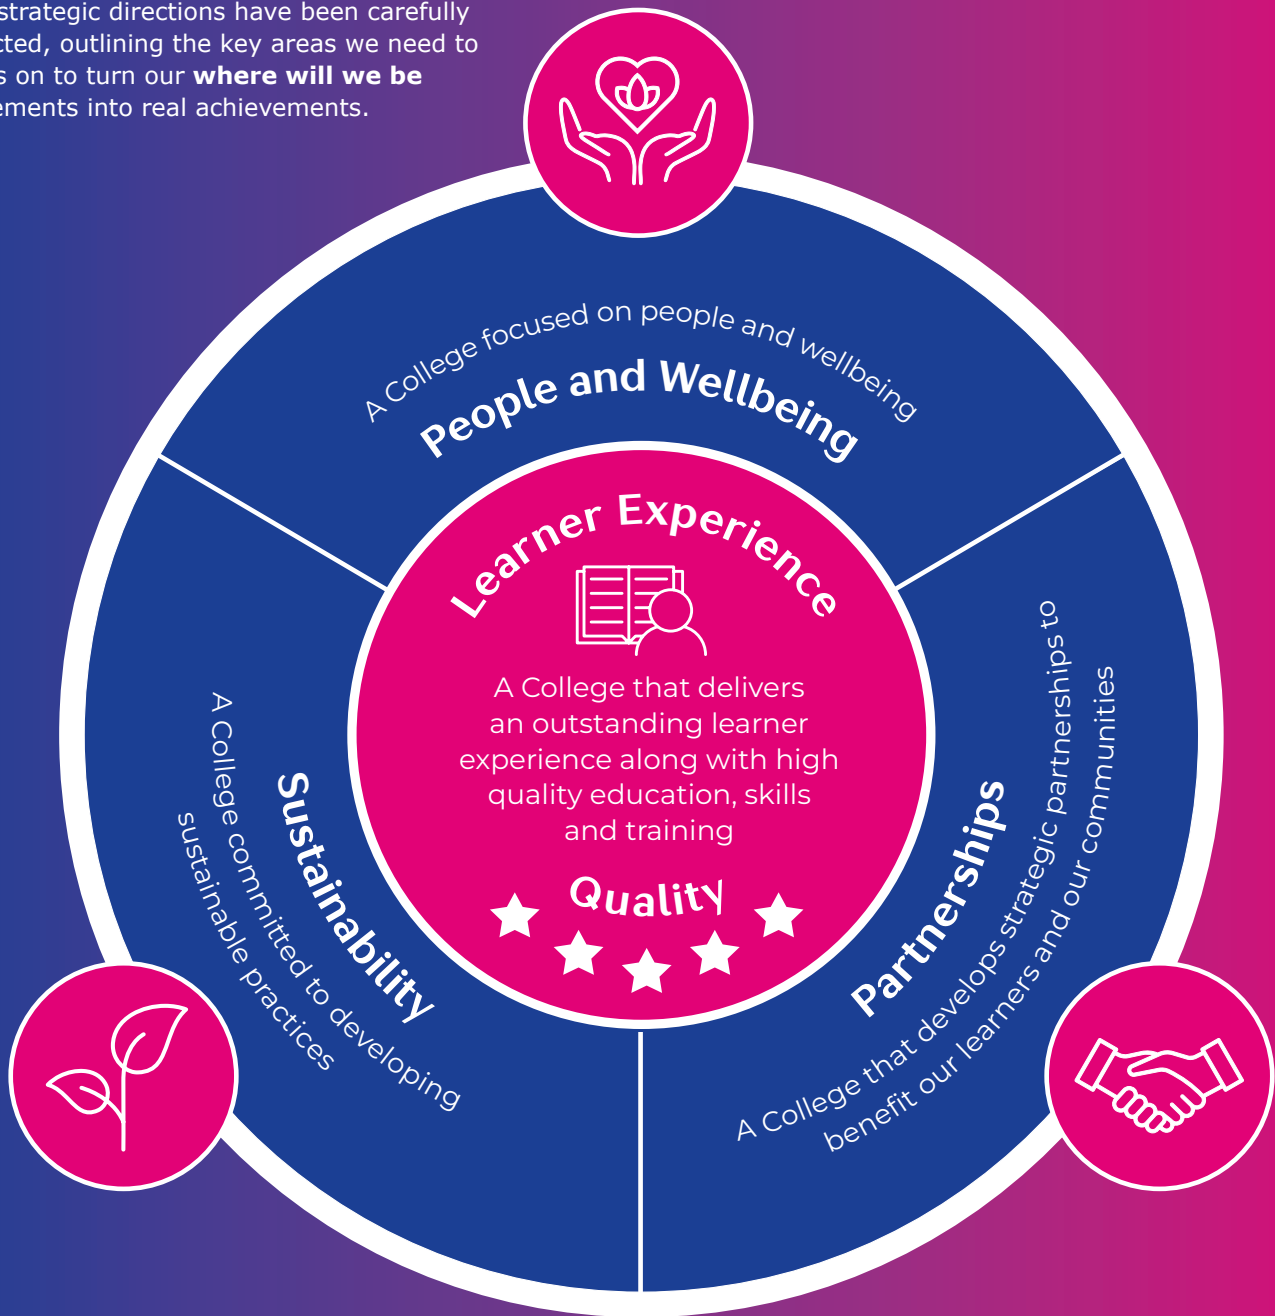 strategic directions have been carefully
outlining the key areas we need to
on to turn our where will we be
into real achievements.
A College focused on people and wellbeing
People and Wellbeing
Learner Experience
A College that delivers
an outstanding learner
experience along with high
quality education, skills
and training
Quality
Sustainability
A College committed to developing
sustainable practices
Partnerships
A College that develops strategic partnerships to
benefit our learners and our communities